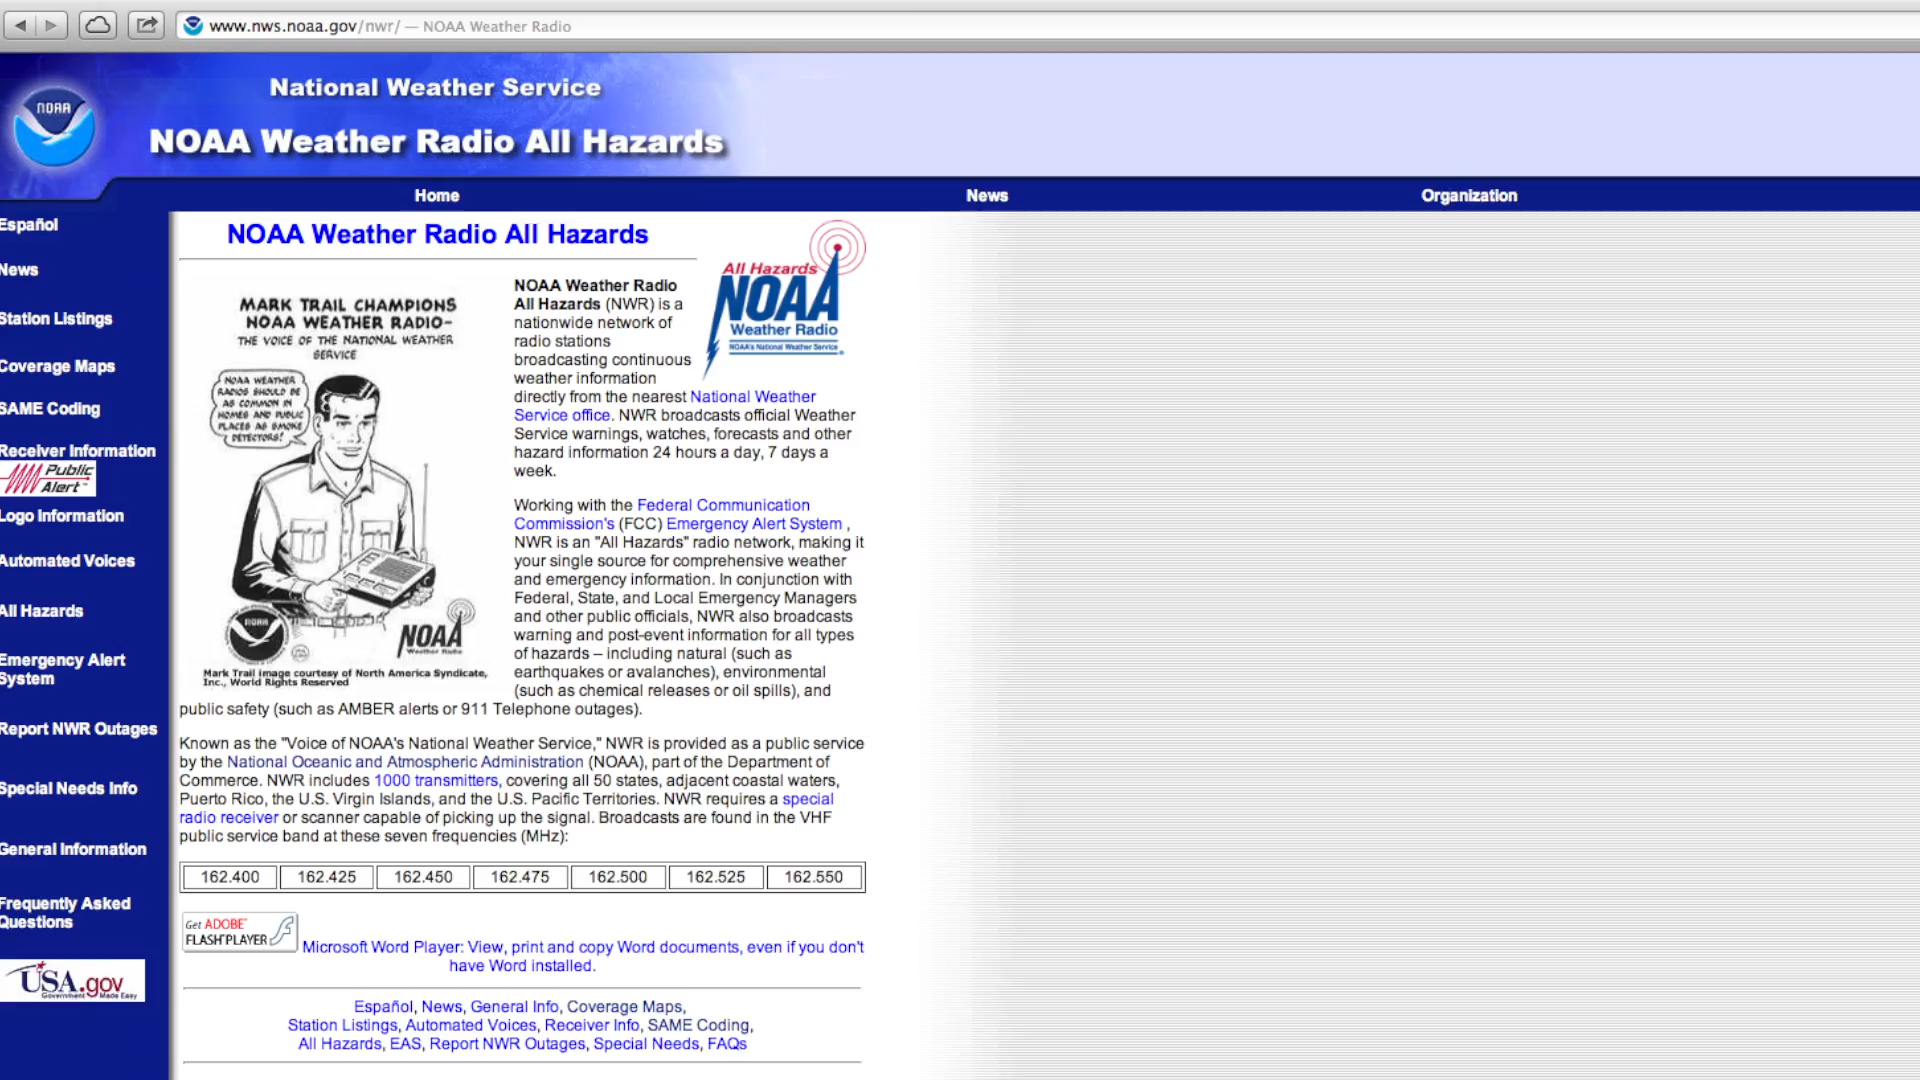 www.nws.noaa.gov/nwr/ — NOAA Weather Radio
NOAA
National Weather Service
NOAA Weather Radio All Hazards
Home
News
Organization
Español
News
Station Listings
Coverage Maps
SAME Coding
Receiver Information
Public
Alert™
Logo Information
Automated Voices
All Hazards
Emergency Alert
System
Report NWR Outages
Special Needs Info
General Information
Frequently Asked
Questions
USA.gov
Government Made Easy
NOAA Weather Radio All Hazards
All Hazards
NOAA
Weather Radio
NOAA's National Weather Service
MARK TRAIL CHAMPIONS
NOAA WEATHER RADIO-
THE VOICE OF THE NATIONAL WEATHER
SERVICE
NOAA WEATHER
RADIOS SHOULD BE
AS COMMON IN
HOMES AND PUBLIC
PLACES AS SMOKE
DETECTORS!
NOAA
NOAA
Weather Radio
Mark Trail image courtesy of North America Syndicate,
Inc., World Rights Reserved
NOAA Weather Radio
All Hazards (NWR) is a
nationwide network of
radio stations
broadcasting continuous
weather information
directly from the nearest National Weather
Service office. NWR broadcasts official Weather
Service warnings, watches, forecasts and other
hazard information 24 hours a day, 7 days a
week.
Working with the Federal Communication
Commission's (FCC) Emergency Alert System ,
NWR is an "All Hazards" radio network, making it
your single source for comprehensive weather
and emergency information. In conjunction with
Federal, State, and Local Emergency Managers
and other public officials, NWR also broadcasts
warning and post-event information for all types
of hazards – including natural (such as
earthquakes or avalanches), environmental
(such as chemical releases or oil spills), and
public safety (such as AMBER alerts or 911 Telephone outages).
Known as the "Voice of NOAA's National Weather Service," NWR is provided as a public service
by the National Oceanic and Atmospheric Administration (NOAA), part of the Department of
Commerce. NWR includes 1000 transmitters, covering all 50 states, adjacent coastal waters,
Puerto Rico, the U.S. Virgin Islands, and the U.S. Pacific Territories. NWR requires a special
radio receiver or scanner capable of picking up the signal. Broadcasts are found in the VHF
public service band at these seven frequencies (MHz):
162.400 162.425 162.450 162.475 162.500 162.525 162.550
Get ADOBE®
FLASH® PLAYER
Microsoft Word Player: View, print and copy Word documents, even if you don't
have Word installed.
Español, News, General Info, Coverage Maps,
Station Listings, Automated Voices, Receiver Info, SAME Coding,
All Hazards, EAS, Report NWR Outages, Special Needs, FAQs